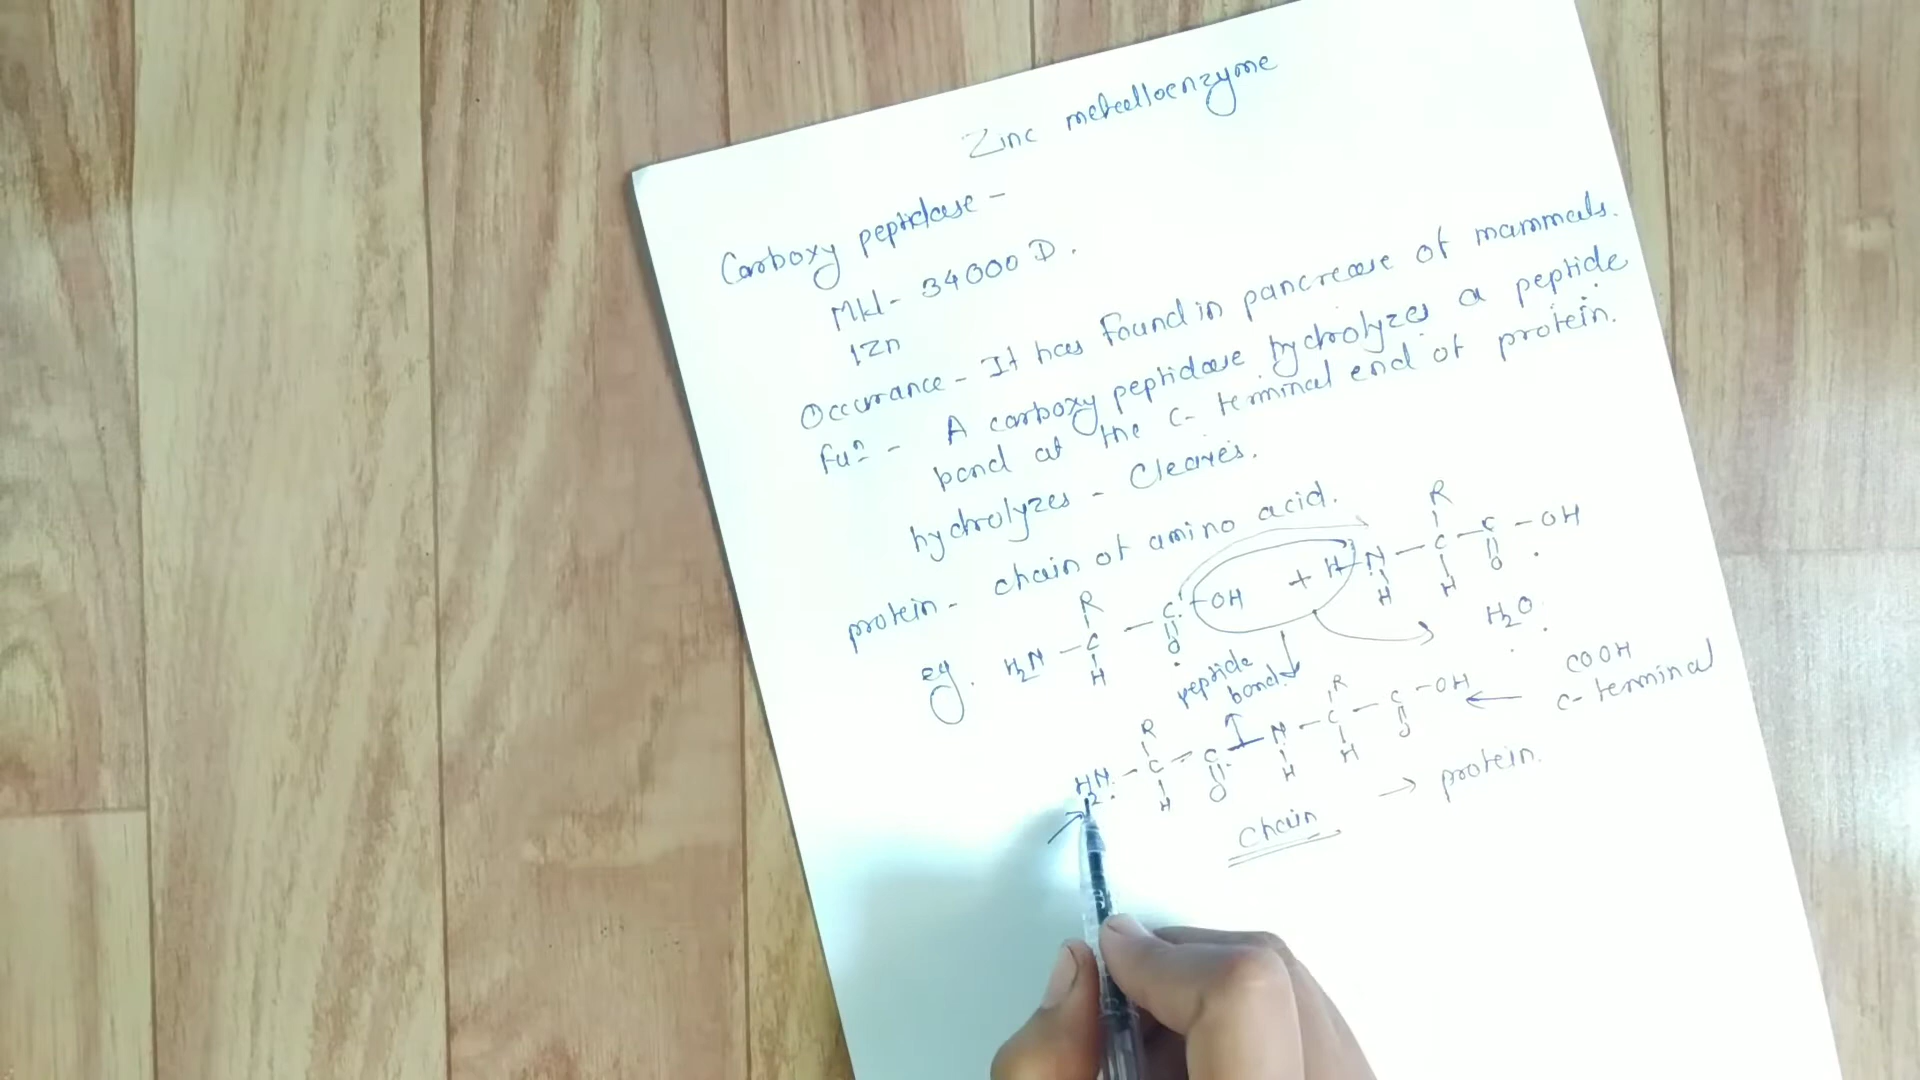 Zinc metalloenzyme
Carboxy peptidase -
Mwt - 34000 D.
1Zn
Occurrance - It has found in pancrease of mammals.
Fun - A carboxy peptidase hydrolyzes a peptide
bond at the C- terminal end of protein.
hydrolyzes - Cleaves.
protein - chain of amino acid.
eg. H2N - C - C - OH + H - N - C - C - OH
R H O H R H O
H2O
peptide
bond
COOH
C- terminal
H2N - C - C - N - C - C - OH
R H O H R H O
Chain → protein.